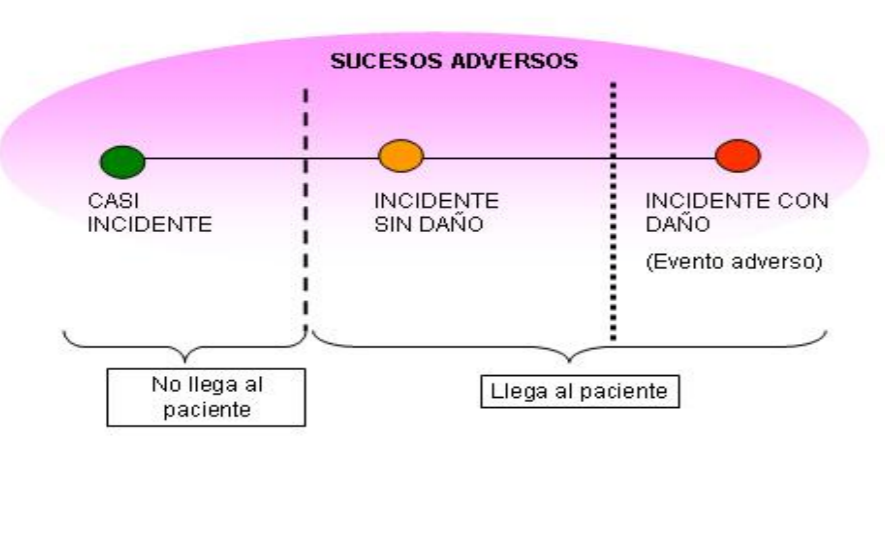 SUCESOS ADVERSOS
CASI
INCIDENTE
INCIDENTE
SIN DAÑO
INCIDENTE CON
DAÑO
(Evento adverso)
No llega al
paciente
Llega al paciente